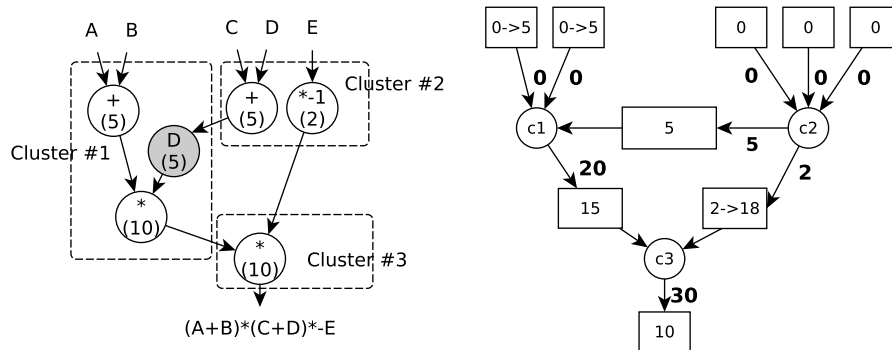 A B C D E
Cluster #2
+
(5)
+
(5)
*-1
(2)
D
(5)
Cluster #1
*
(10)
*
(10)
Cluster #3
(A+B)*(C+D)*-E
0->5 0->5 0 0 0
0 0 0 0 0
c1 5 c2
5
20 2
15 2->18
c3
30
10